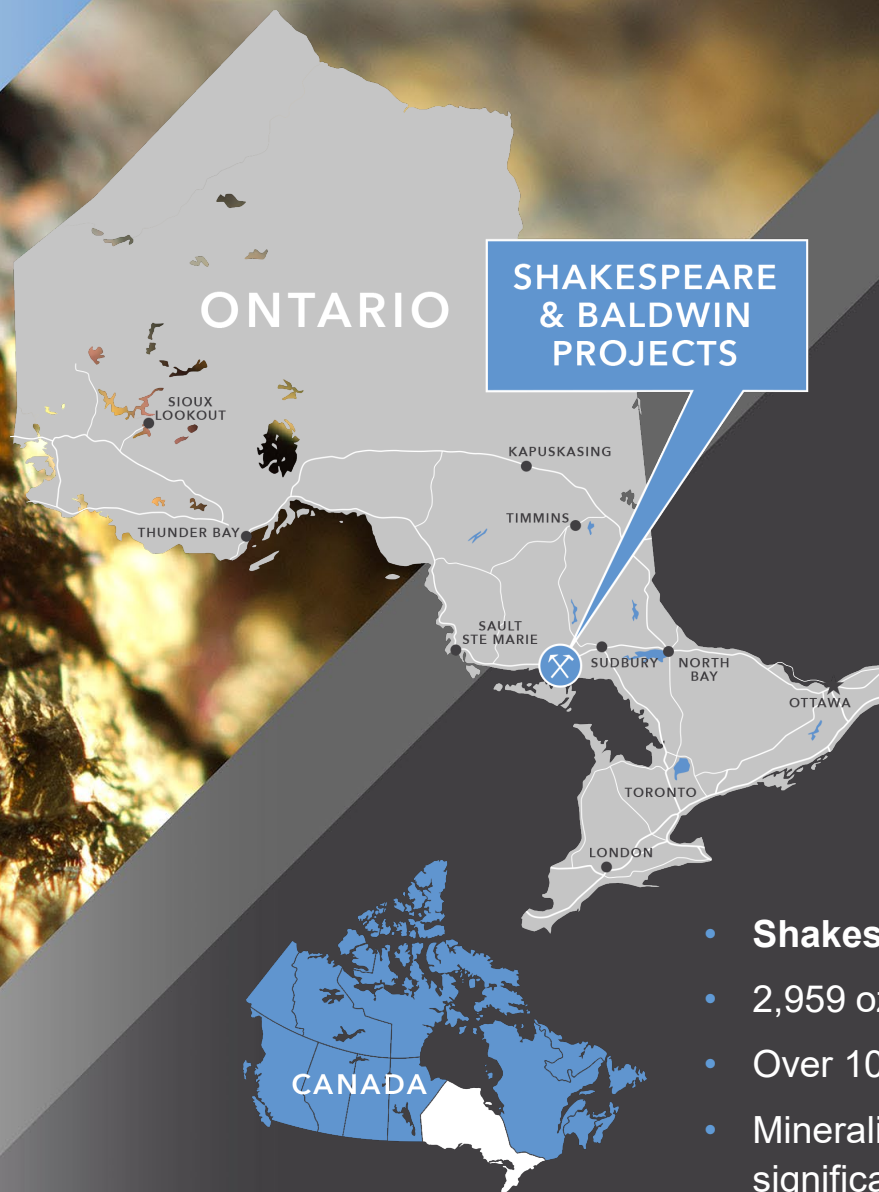 ONTARIO
SHAKESPEARE
& BALDWIN
PROJECTS
SIOUX
LOOKOUT
KAPUSKASING
THUNDER BAY
TIMMINS
SAULT
STE MARIE
SUDBURY
NORTH
BAY
OTTAWA
TORONTO
LONDON
CANADA
• Shakes
• 2,959 o
• Over 10
• Minerali
significa